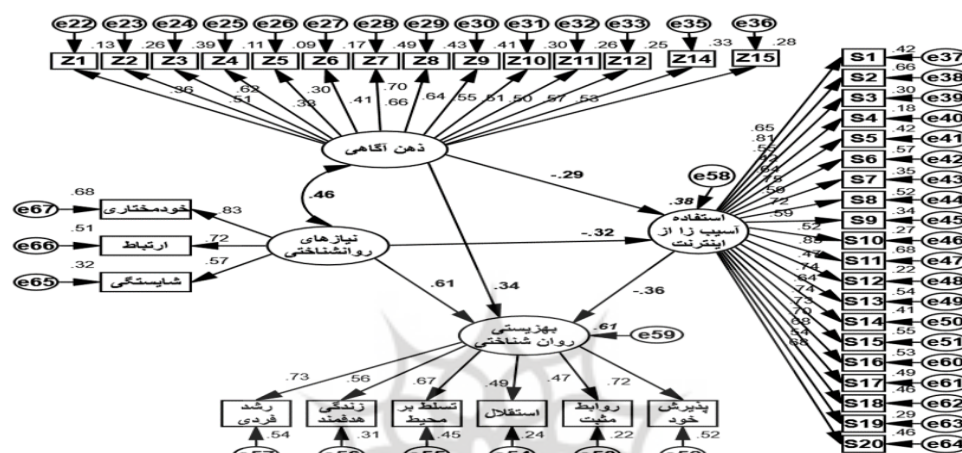 e22 e23 e24 e25 e26 e27 e28 e29 e30 e31 e32 e33 e35 e36
.13 .26 .39 .11 .09 .17 .49 .43 .41 .30 .26 .25 .33 .28
Z1 Z2 Z3 Z4 Z5 Z6 Z7 Z8 Z9 Z10 Z11 Z12 Z14 Z15
.36 .51 .62 .30 .41 .70 .66 .64 .55 .51 .50 .57 .53
ذهن آگاهی
.46
-.29
e58
.38
استفاده
آسیب زا از
اینترنت
-.32
نیازهای
روانشناختی
.68
e67
خودمختاری
.83
.51
e66
ارتباط
.72
.32
e65
شایستگی
.57
.61
.34
-.36
بهزیستی
روان شناختی
.61
e59
.73 .56 .67 .49 .47 .72
رشد
فردی
زندگی
هدفمند
تسلط بر
محیط
استقلال
روابط
مثبت
پذیرش
خود
.54 .31 .45 .24 .22 .52
.65
.81
.72
.59
.52
S1 .42 e37
S2 .66 e38
S3 .30 e39
S4 .18 e40
S5 .42 e41
S6 .57 e42
S7 .35 e43
S8 .52 e44
S9 .34 e45
S10 .27 e46
S11 .68 e47
S12 .22 e48
S13 .54 e49
S14 .41 e50
S15 .55 e51
S16 .53 e60
S17 .49 e61
S18 .46 e62
S19 .29 e63
S20 .46 e64